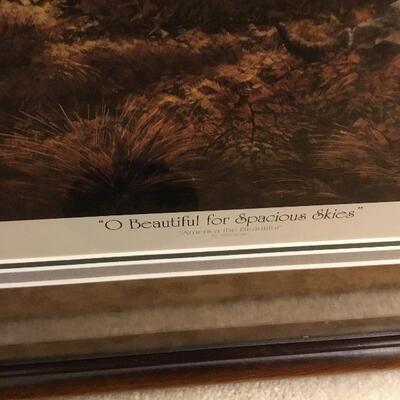 "O Beautiful for Spacious Skies"
"America the Beautiful"